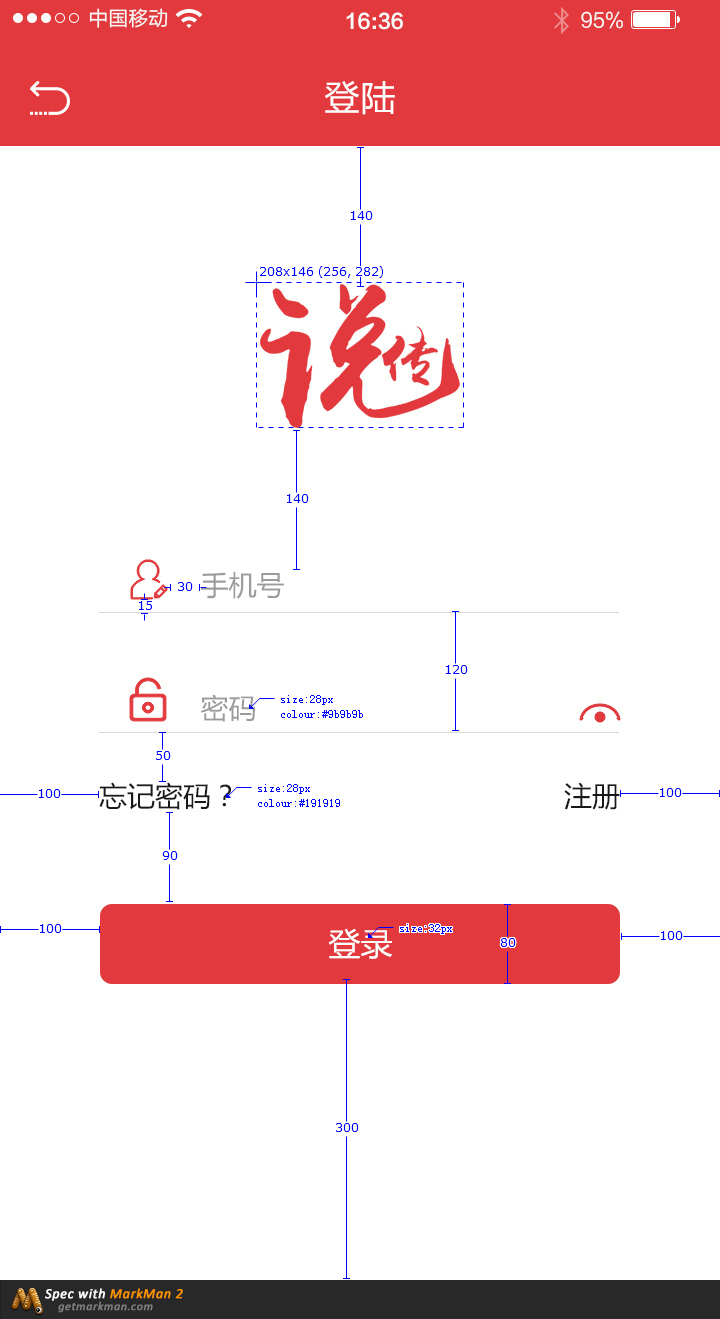 中国移动 16:36 95%
登陆
140
208x146 (256, 282)
说传
140
手机号
30
15
120
密码
size:28px
colour:#9b9b9b
50
忘记密码？
size:28px
colour:#191919
注册
100
100
90
登录
size:32px
80
100
100
300
Spec with MarkMan 2
getmarkman.com